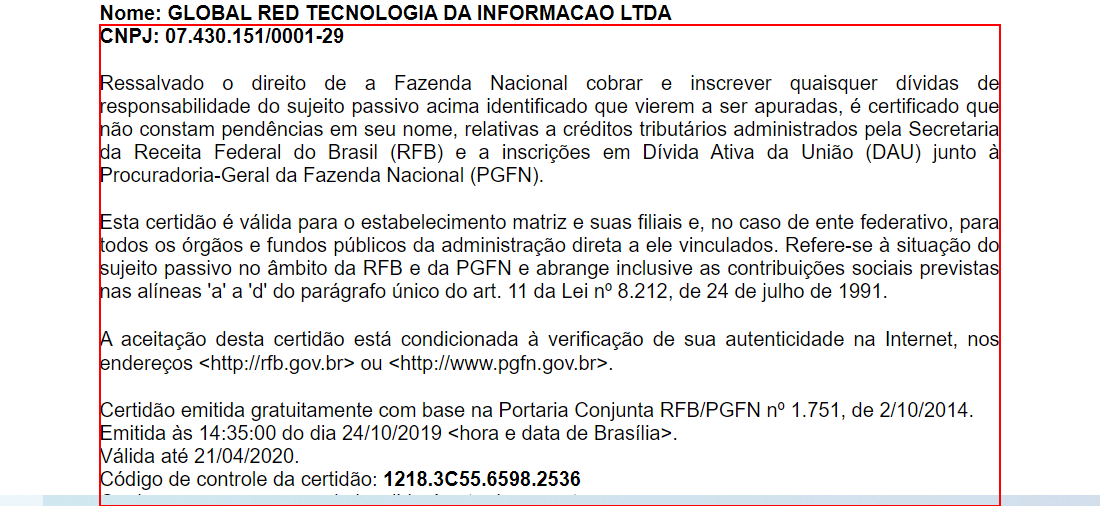 Nome: GLOBAL RED TECNOLOGIA DA INFORMACAO LTDA
CNPJ: 07.430.151/0001-29
Ressalvado o direito de a Fazenda Nacional cobrar e inscrever quaisquer dívidas de
responsabilidade do sujeito passivo acima identificado que vierem a ser apuradas, é certificado que
não constam pendências em seu nome, relativas a créditos tributários administrados pela Secretaria
da Receita Federal do Brasil (RFB) e a inscrições em Dívida Ativa da União (DAU) junto à
Procuradoria-Geral da Fazenda Nacional (PGFN).
Esta certidão é válida para o estabelecimento matriz e suas filiais e, no caso de ente federativo, para
todos os órgãos e fundos públicos da administração direta a ele vinculados. Refere-se à situação do
sujeito passivo no âmbito da RFB e da PGFN e abrange inclusive as contribuições sociais previstas
nas alíneas 'a' a 'd' do parágrafo único do art. 11 da Lei nº 8.212, de 24 de julho de 1991.
A aceitação desta certidão está condicionada à verificação de sua autenticidade na Internet, nos
endereços <http://rfb.gov.br> ou <http://www.pgfn.gov.br>.
Certidão emitida gratuitamente com base na Portaria Conjunta RFB/PGFN nº 1.751, de 2/10/2014.
Emitida às 14:35:00 do dia 24/10/2019 <hora e data de Brasília>.
Válida até 21/04/2020.
Código de controle da certidão: 1218.3C55.6598.2536